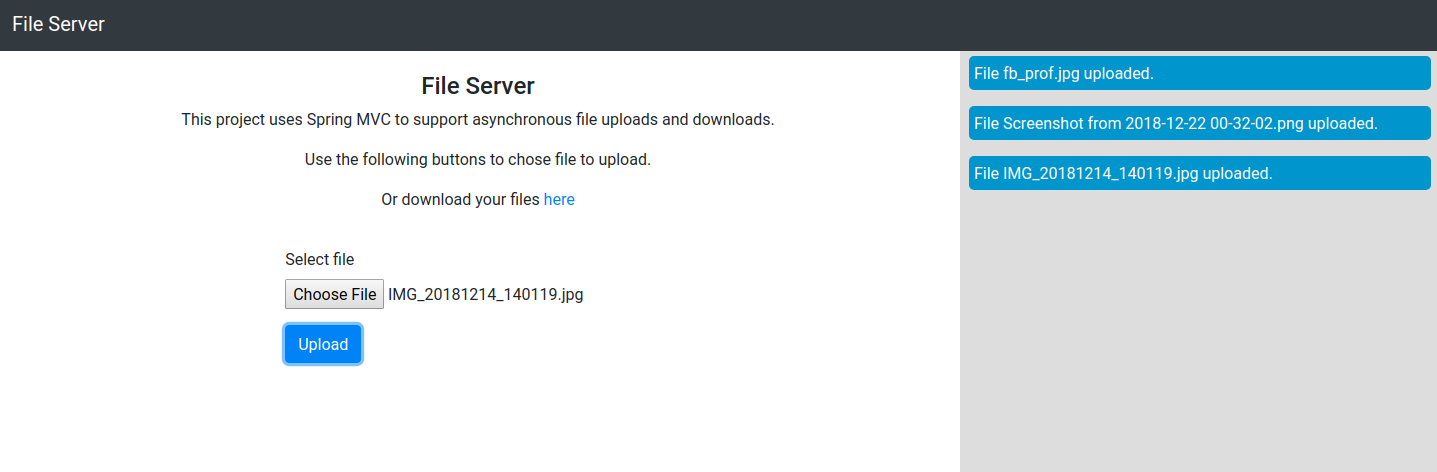 File Server
File Server
This project uses Spring MVC to support asynchronous file uploads and downloads.
Use the following buttons to chose file to upload.
Or download your files here
Select file
Choose File IMG_20181214_140119.jpg
Upload
File fb_prof.jpg uploaded.
File Screenshot from 2018-12-22 00-32-02.png uploaded.
File IMG_20181214_140119.jpg uploaded.